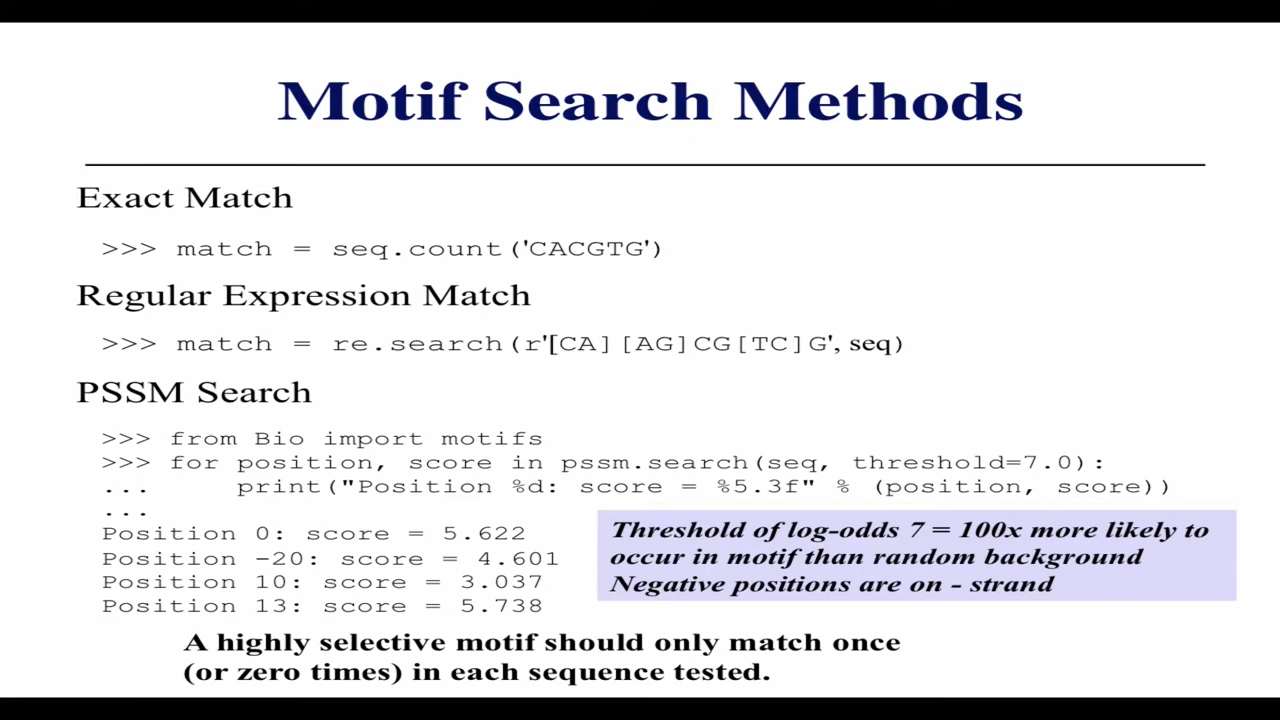 Motif Search Methods
Exact Match
>>> match = seq.count('CACGTG')
Regular Expression Match
>>> match = re.search(r'[CA][AG]CG[TC]G', seq)
PSSM Search
>>> from Bio import motifs
>>> for position, score in pssm.search(seq, threshold=7.0):
...     print("Position %d: score = %5.3f" % (position, score))
...
Position 0: score = 5.622
Position -20: score = 4.601
Position 10: score = 3.037
Position 13: score = 5.738
Threshold of log-odds 7 = 100x more likely to
occur in motif than random background
Negative positions are on - strand
A highly selective motif should only match once
(or zero times) in each sequence tested.